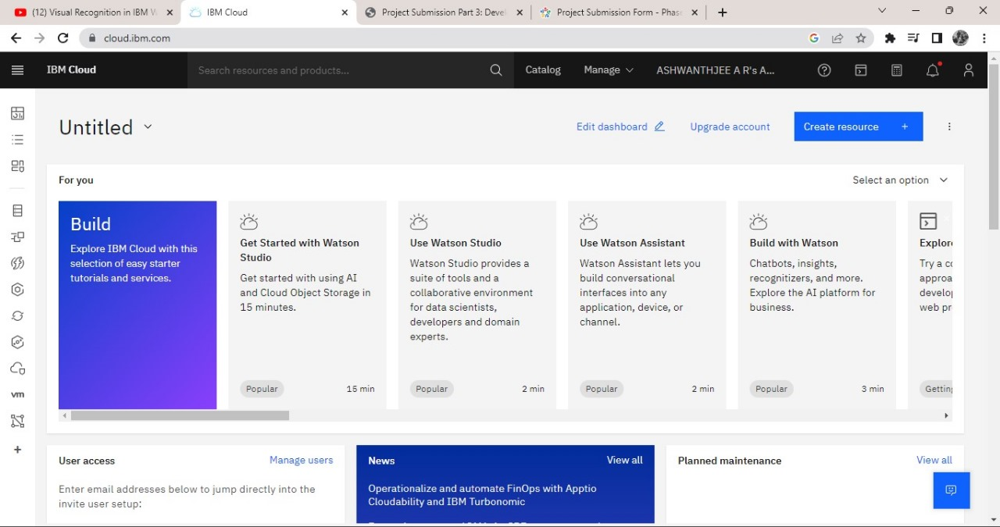 (12) Visual Recognition in IBM W
IBM Cloud
Project Submission Part 3: Devel
Project Submission Form - Phase
cloud.ibm.com
IBM Cloud
Search resources and products...
Catalog
Manage
ASHWANTHJEE A R's A...
Untitled
Edit dashboard
Upgrade account
Create resource +
For you
Select an option
Build
Explore IBM Cloud with this
selection of easy starter
tutorials and services.
Get Started with Watson
Studio
Get started with using AI
and Cloud Object Storage in
15 minutes.
Popular
15 min
Use Watson Studio
Watson Studio provides a
suite of tools and a
collaborative environment
for data scientists,
developers and domain
experts.
Popular
2 min
Use Watson Assistant
Watson Assistant lets you
build conversational
interfaces into any
application, device, or
channel.
Popular
2 min
Build with Watson
Chatbots, insights,
recognitizers, and more.
Explore the AI platform for
business.
Popular
3 min
Explore
Try a co
approa
develop
web pr
Getting
vm
User access
Manage users
Enter email addresses below to jump directly into the
invite user setup:
News
View all
Operationalize and automate FinOps with Apptio
Cloudability and IBM Turbonomic
Planned maintenance
View all